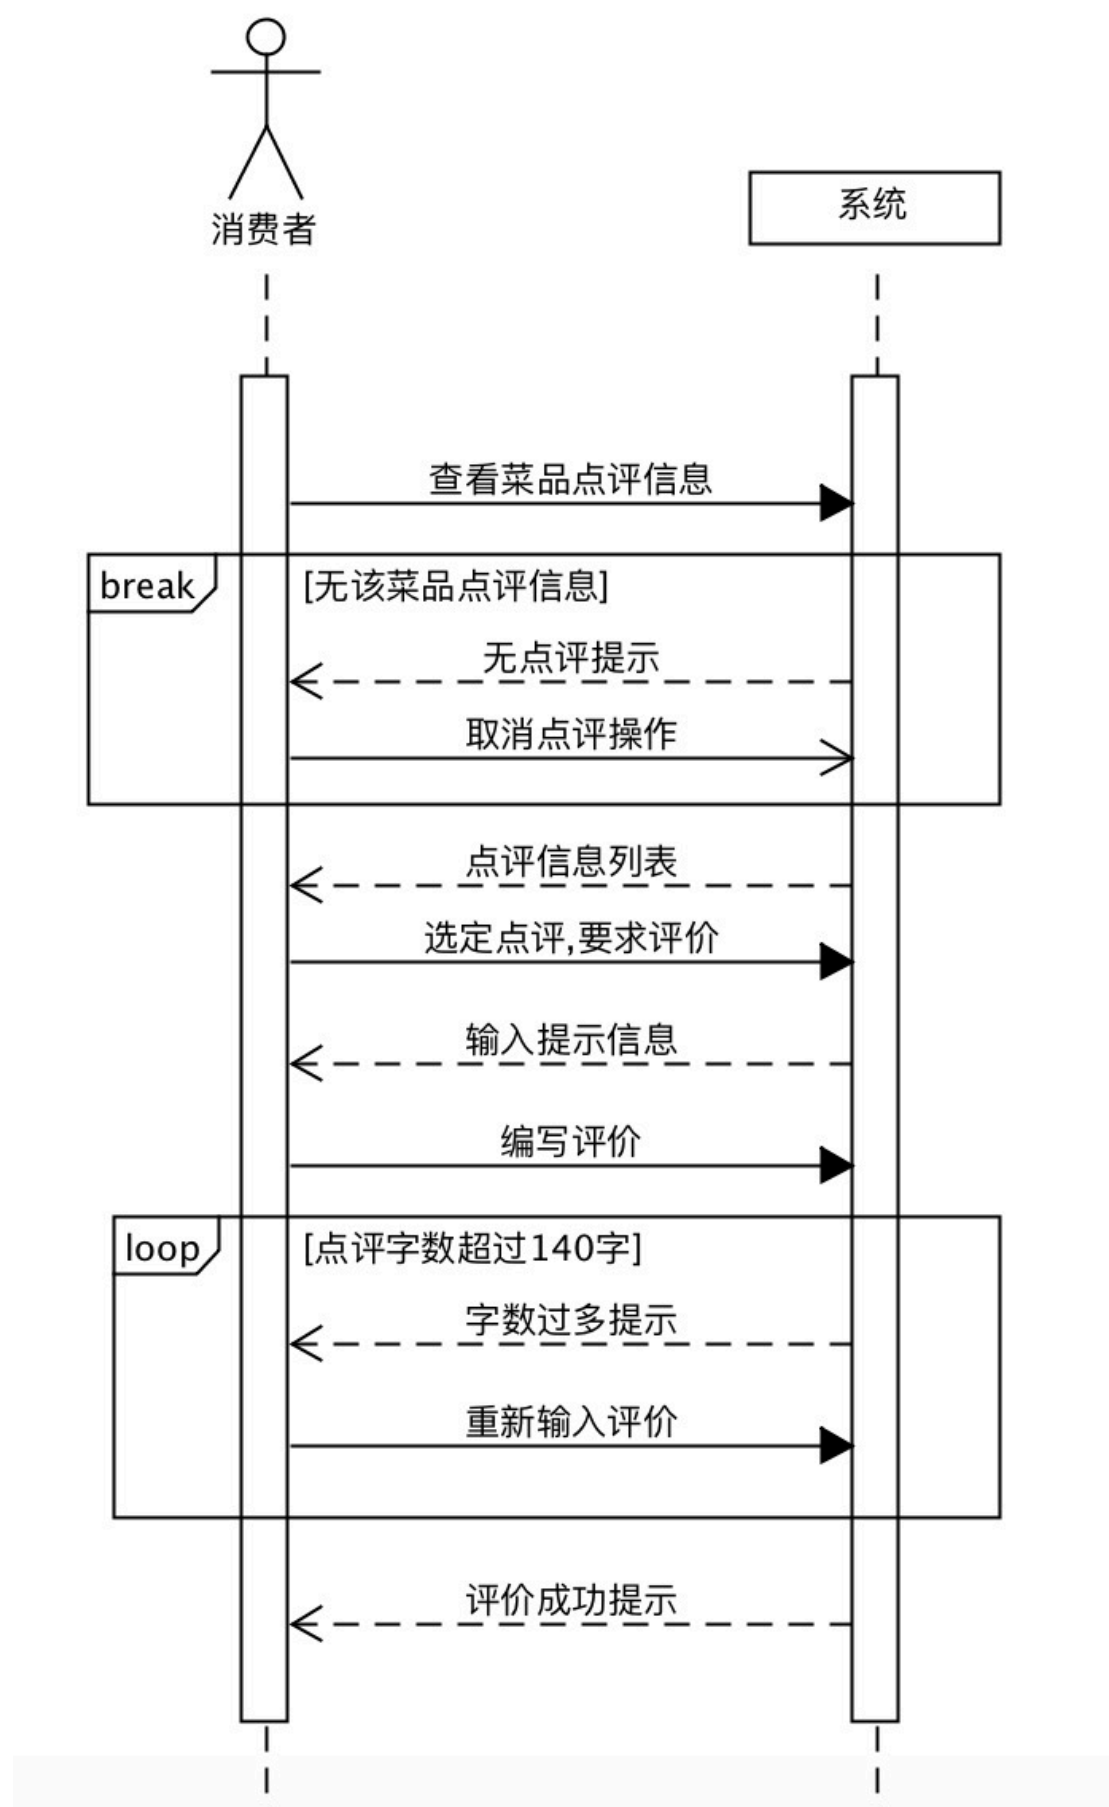 消费者
系统
查看菜品点评信息
break
[无该菜品点评信息]
无点评提示
取消点评操作
点评信息列表
选定点评,要求评价
输入提示信息
编写评价
loop
[点评字数超过140字]
字数过多提示
重新输入评价
评价成功提示